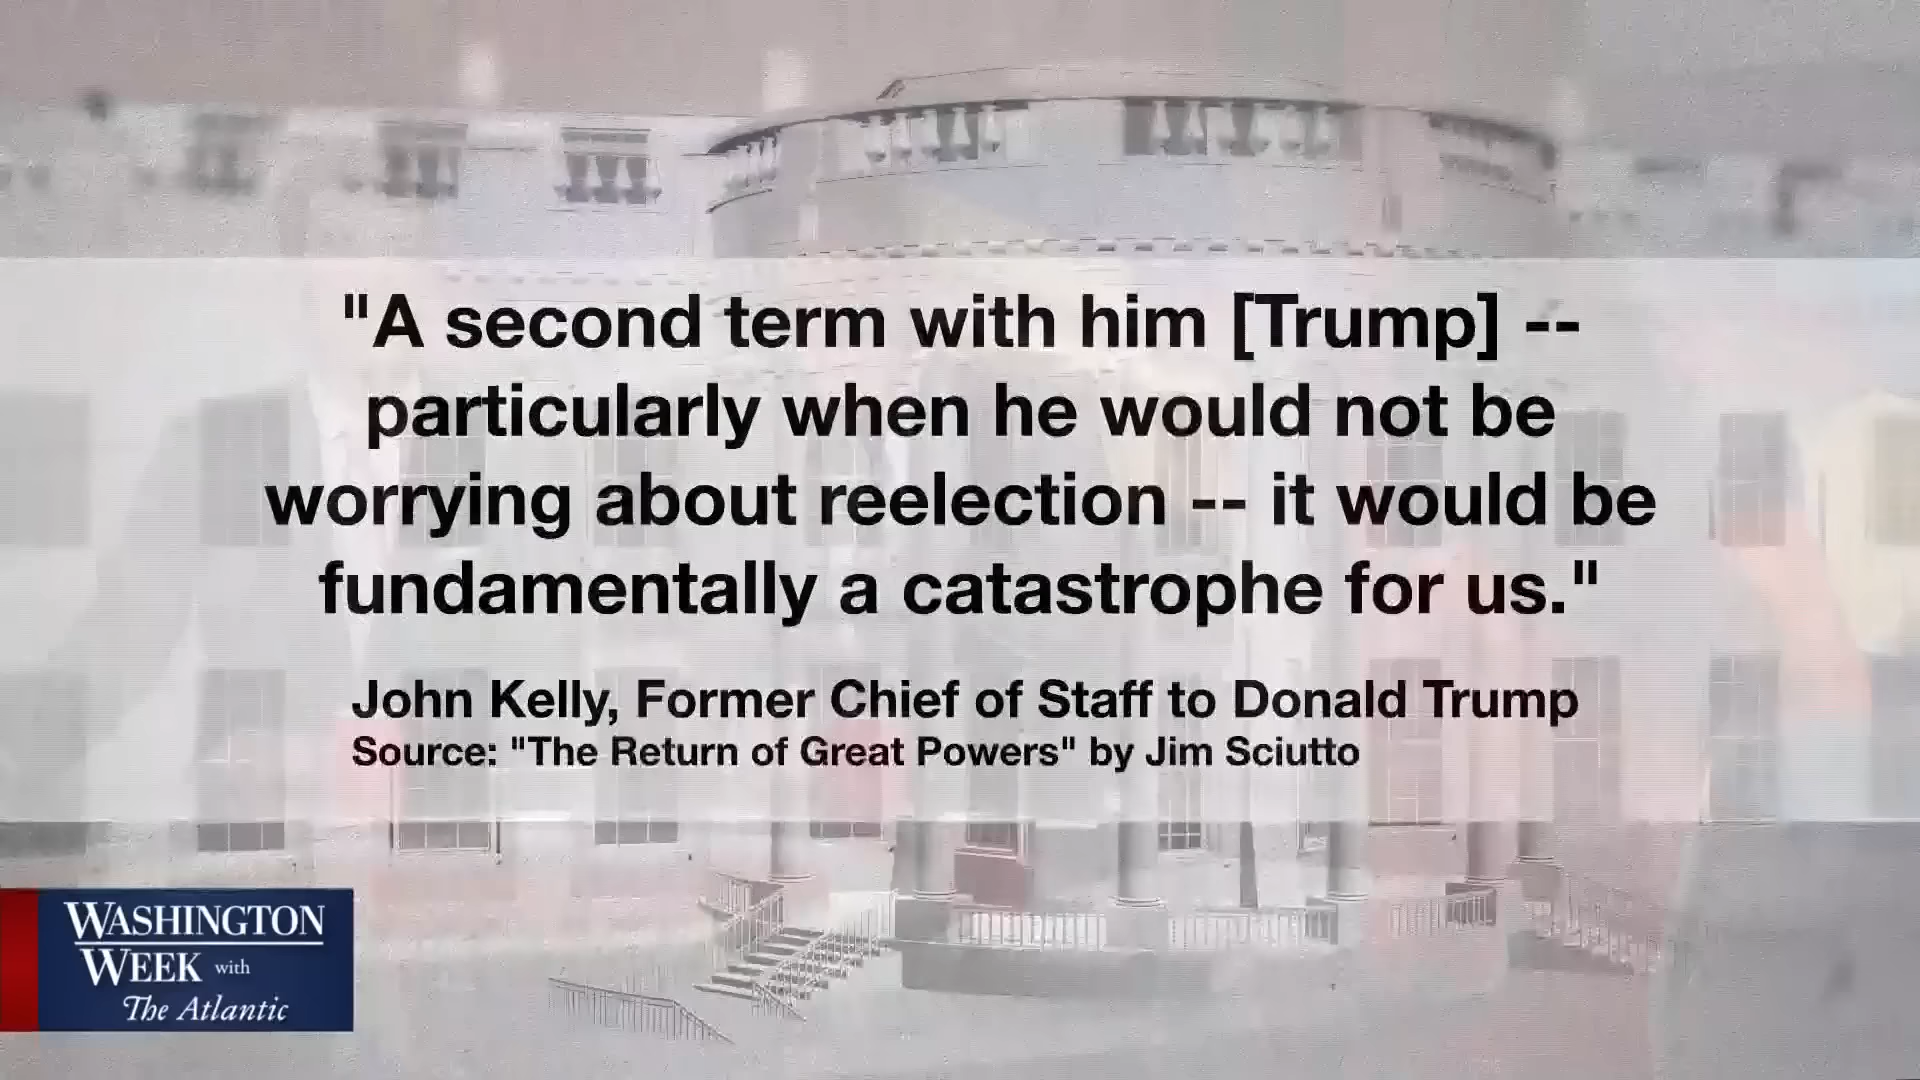 "A second term with him [Trump] --
particularly when he would not be
worrying about reelection -- it would be
fundamentally a catastrophe for us."
John Kelly, Former Chief of Staff to Donald Trump
Source: "The Return of Great Powers" by Jim Sciutto
WASHINGTON
WEEK with
The Atlantic